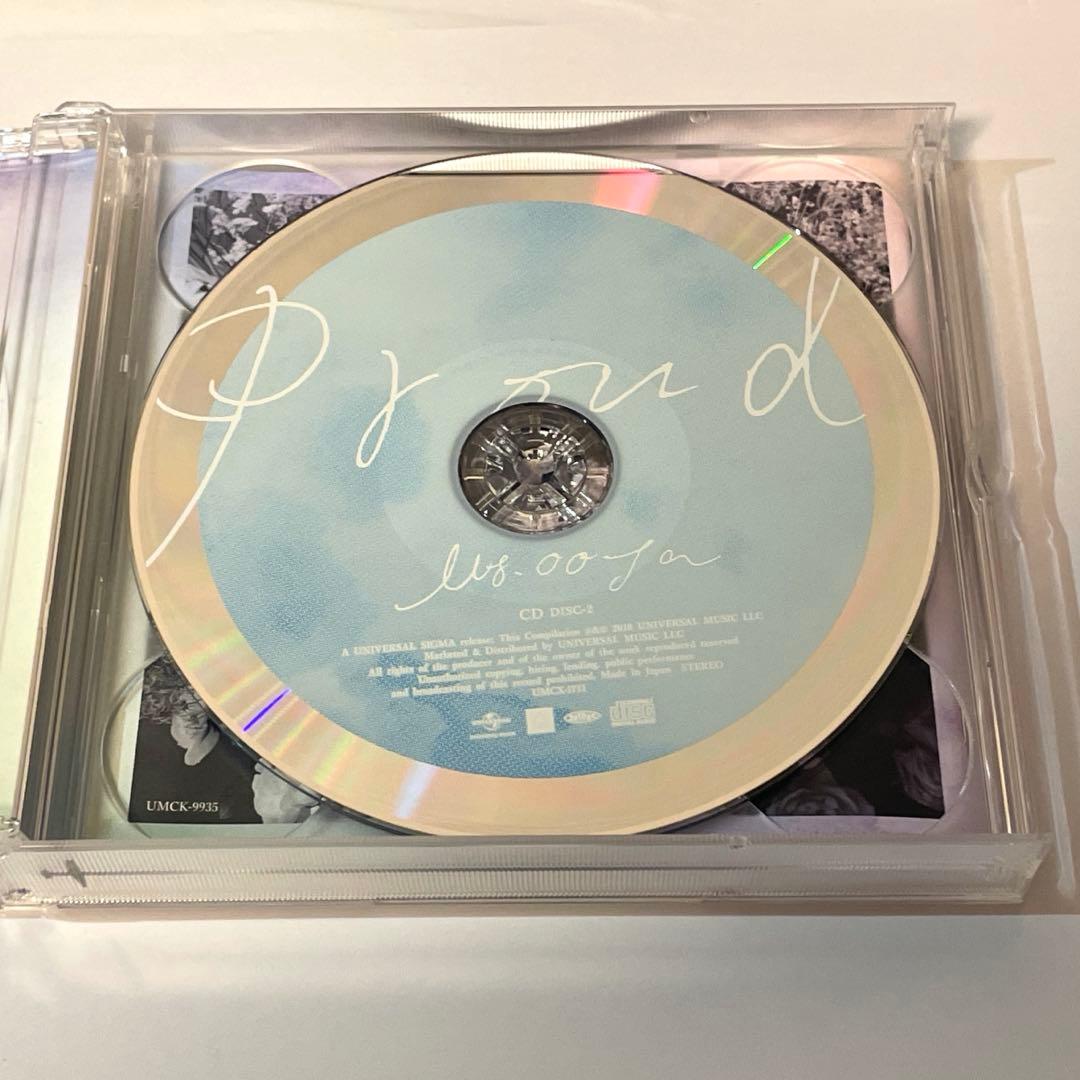 Proud
Ms.OOJA
CD DISC-2
A UNIVERSAL SIGMA release: This Compilation ℗&© 2018 UNIVERSAL MUSIC LLC
Marketed & Distributed by UNIVERSAL MUSIC LLC
All rights of the producer and of the owner of the work reproduced reserved.
Unauthorized copying, hiring, lending, public performance
and broadcasting of this record prohibited. Made in Japan STEREO
disc
UMCK-9935